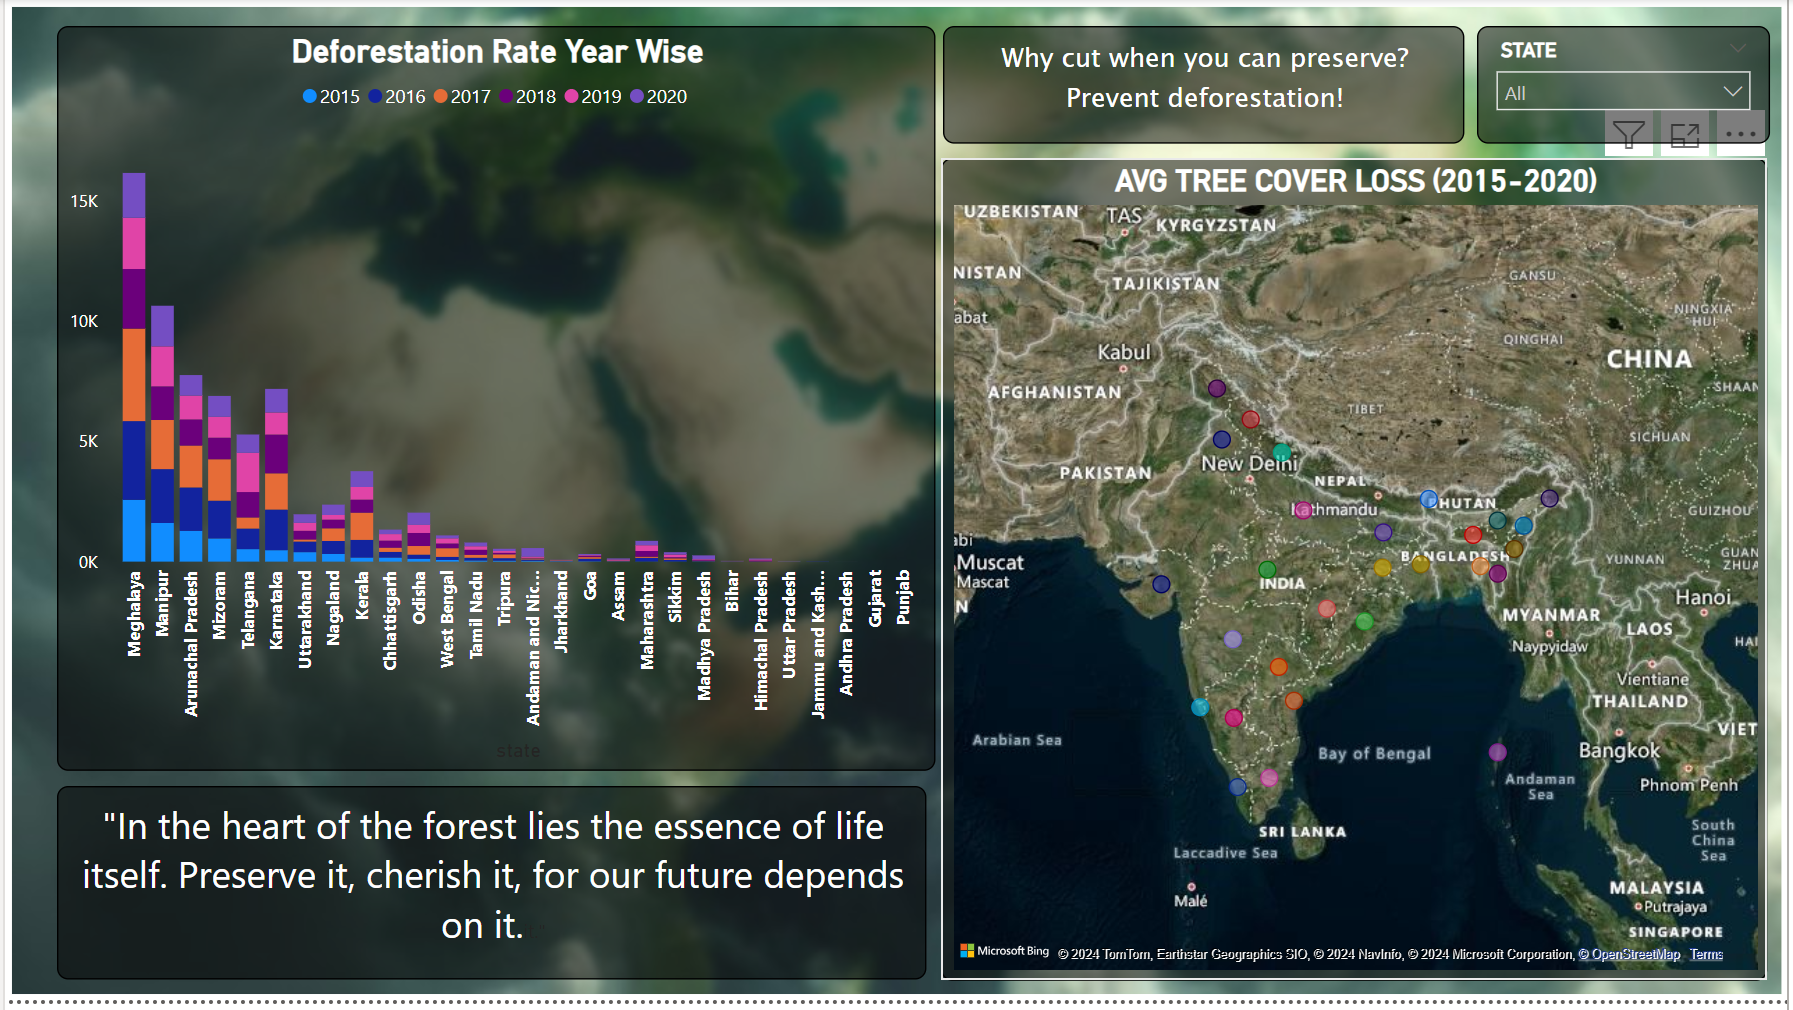 Deforestation Rate Year Wise
2015 2016 2017 2018 2019 2020
15K
10K
5K
0K
Meghalaya
Manipur
Arunachal Pradesh
Mizoram
Telangana
Karnataka
Uttarakhand
Nagaland
Kerala
Chhattisgarh
Odisha
West Bengal
Tamil Nadu
Tripura
Andaman and Nic...
Jharkhand
Goa
Assam
Maharashtra
Sikkim
Madhya Pradesh
Bihar
Himachal Pradesh
Uttar Pradesh
Jammu and Kash...
Andhra Pradesh
Gujarat
Punjab
state
"In the heart of the forest lies the essence of life
itself. Preserve it, cherish it, for our future depends
on it.
Why cut when you can preserve?
Prevent deforestation!
STATE
All
AVG TREE COVER LOSS (2015-2020)
UZBEKISTAN
TAS
KYRGYZSTAN
NISTAN
TAJIKISTAN
GANSU
abat
NINGXIA
HUI
QINGHAI
Kabul
CHINA
AFGHANISTAN
SHAAN
TIBET
SICHUAN
PAKISTAN
New Delhi
NEPAL
Kathmandu
BHUTAN
GUIZHOU
abi
Muscat
Mascat
BANGLADESH
YUNNAN
GUAN
ZHUA
N
INDIA
Hanoi
MYANMAR
Naypyidaw
LAOS
HAI
Vientiane
THAILAND
VIET
Arabian Sea
Bay of Bengal
Bangkok
Andaman
Sea
Phnom Penh
SRI LANKA
Laccadive Sea
South
China
Sea
Malé
MALAYSIA
Putrajaya
SINGAPORE
Microsoft Bing
© 2024 TomTom, Earthstar Geographics SIO, © 2024 NavInfo, © 2024 Microsoft Corporation, © OpenStreetMap Terms